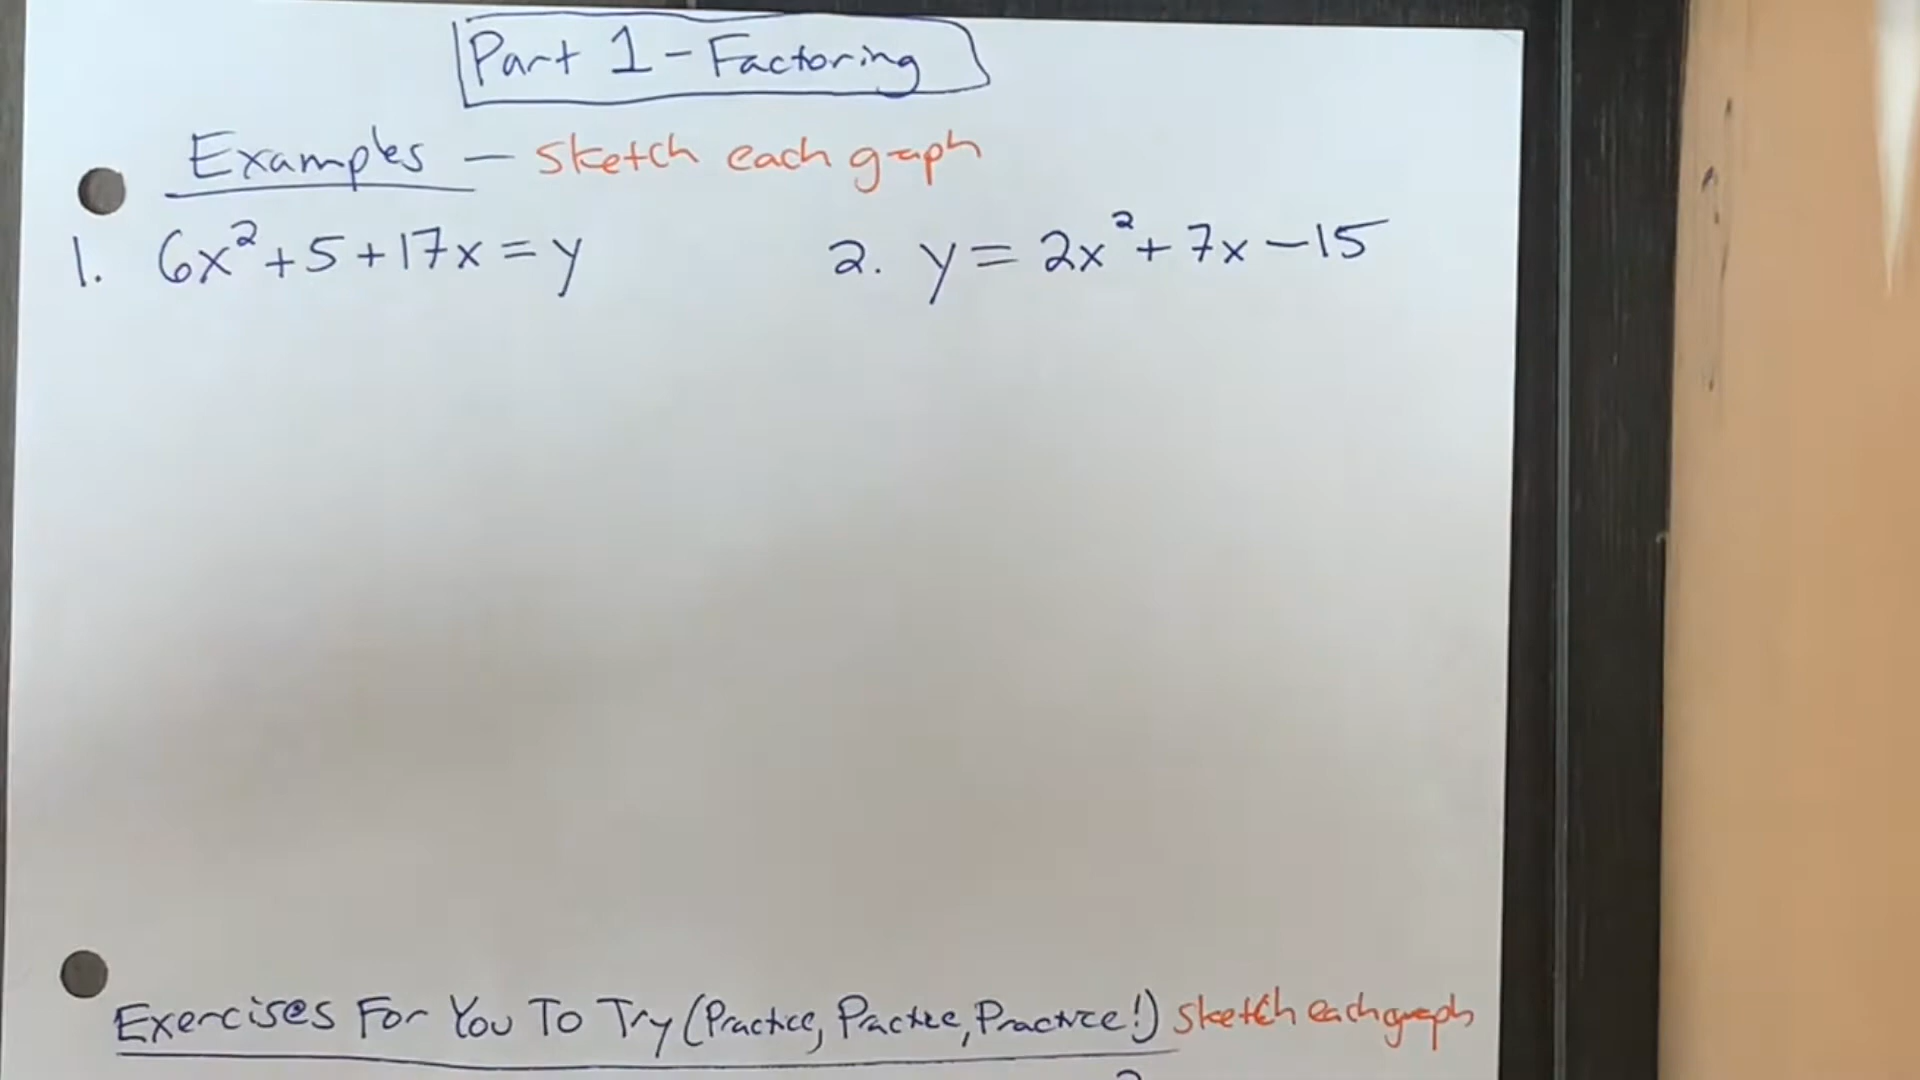 Part 1 - Factoring
Examples - sketch each graph
1. 6x² + 5 + 17x = y
2. y = 2x² + 7x - 15
Exercises For You To Try (Practice, Practice, Practice!) sketch each graph